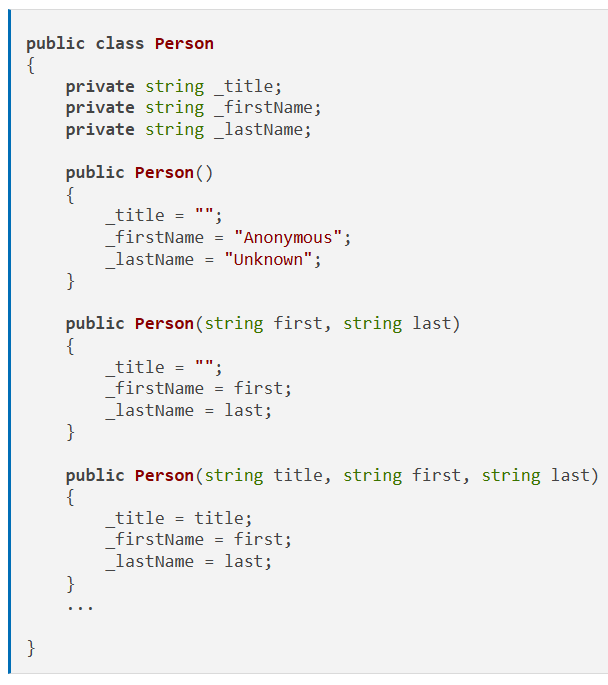 public class Person
{
    private string _title;
    private string _firstName;
    private string _lastName;

    public Person()
    {
        _title = "";
        _firstName = "Anonymous";
        _lastName = "Unknown";
    }

    public Person(string first, string last)
    {
        _title = "";
        _firstName = first;
        _lastName = last;
    }

    public Person(string title, string first, string last)
    {
        _title = title;
        _firstName = first;
        _lastName = last;
    }
    ...

}